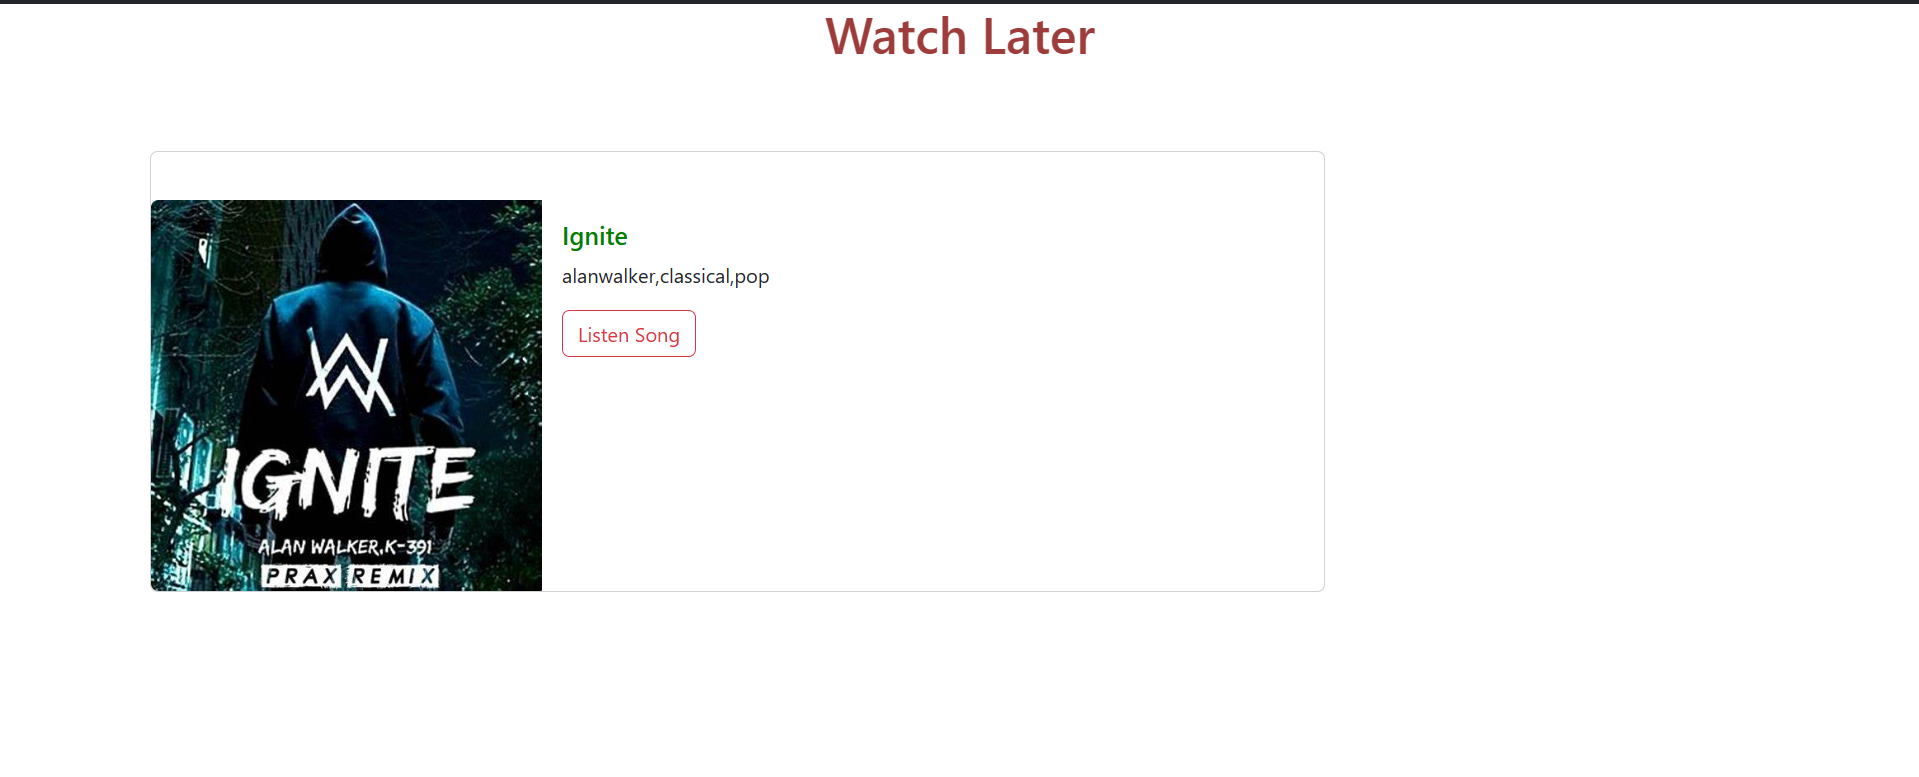 Watch Later
Ignite
alanwalker,classical,pop
Listen Song
IGNITE
ALAN WALKER,K-391
PRAX REMIX